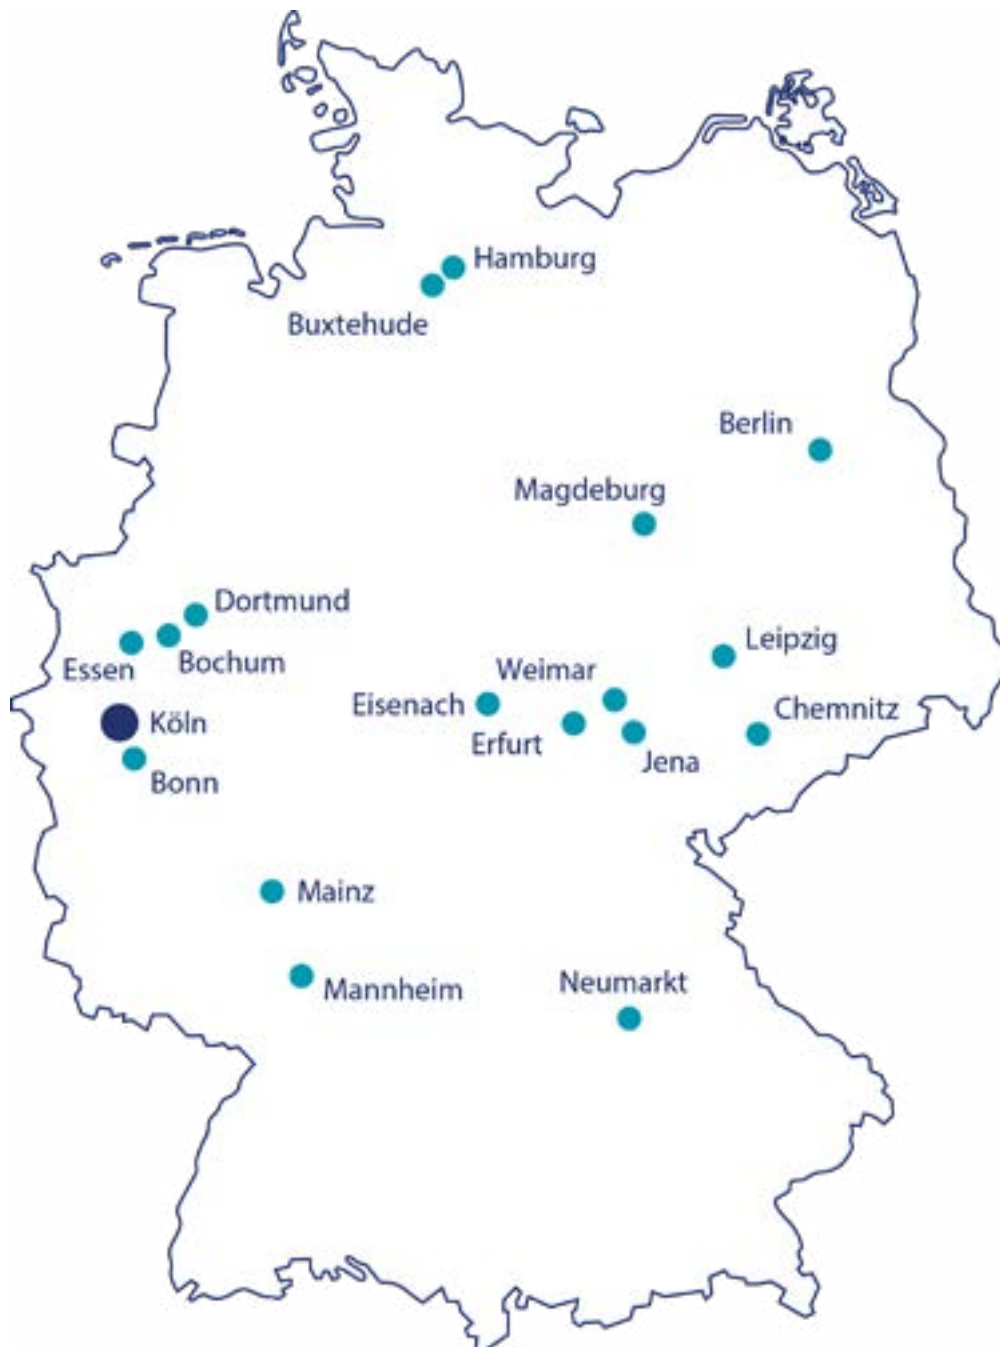 Hamburg
Buxtehude
Berlin
Magdeburg
Dortmund
Leipzig
Essen
Bochum
Weimar
Eisenach
Chemnitz
Köln
Erfurt
Jena
Bonn
Mainz
Neumarkt
Mannheim